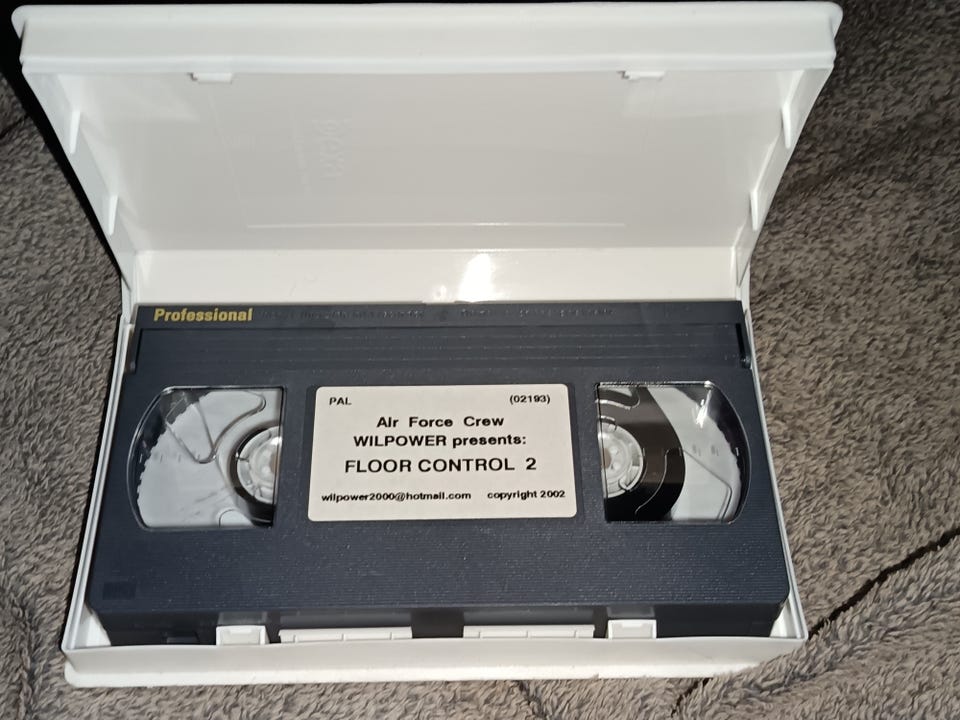 Professional
PAL (02193)
Air Force Crew
WILPOWER presents:
FLOOR CONTROL 2
wilpower2000@hotmail.com copyright 2002